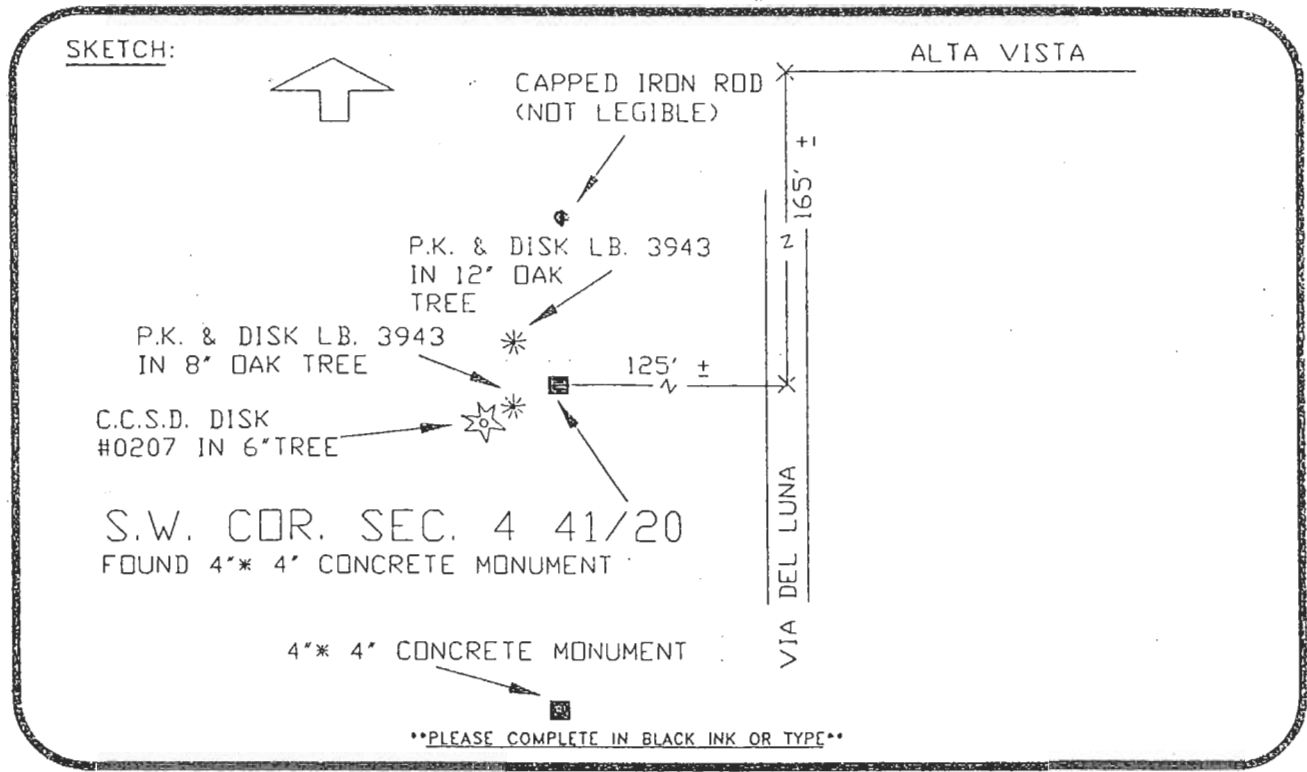 SKETCH:
ALTA VISTA
CAPPED IRON ROD
(NOT LEGIBLE)
165' ±
P.K. & DISK LB. 3943
IN 12" OAK
TREE
P.K. & DISK LB. 3943
IN 8" OAK TREE
125' ±
C.C.S.D. DISK
#0207 IN 6"TREE
S.W. COR. SEC. 4 41/20
FOUND 4"* 4" CONCRETE MONUMENT
VIA DEL LUNA
4"* 4" CONCRETE MONUMENT
**PLEASE COMPLETE IN BLACK INK OR TYPE**